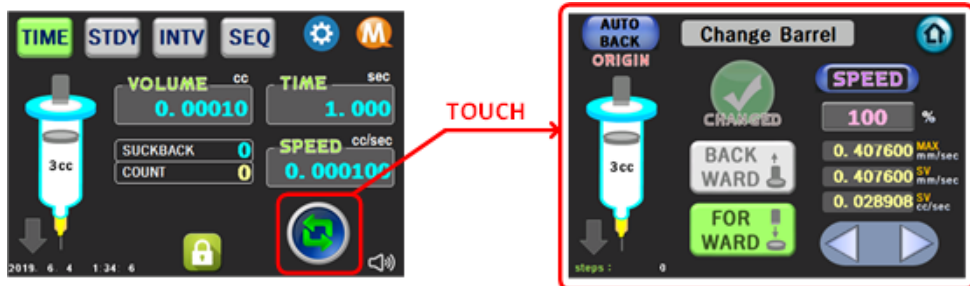 TIME STDY INTV SEQ M
VOLUME cc
0.00010
TIME sec
1.000
SUCKBACK 0
COUNT 0
SPEED cc/sec
0.000100
3cc
2019. 6. 4 1:34: 6
TOUCH
AUTO
BACK
ORIGIN
Change Barrel
CHANGED
SPEED
100 %
BACK
WARD
0.407600 MAX mm/sec
0.407600 SV mm/sec
0.028908 SV cc/sec
3cc
FOR
WARD
steps : 0